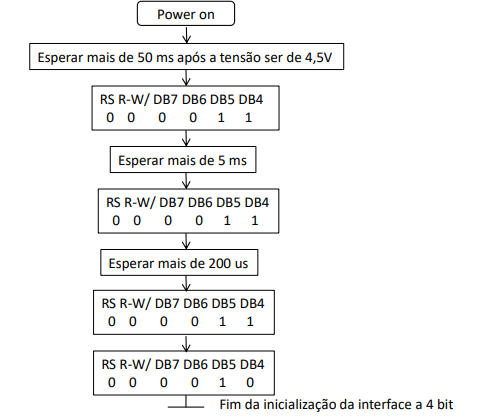 Power on
Esperar mais de 50 ms após a tensão ser de 4,5V
RS R-W/ DB7 DB6 DB5 DB4
0 0 0 0 1 1
Esperar mais de 5 ms
RS R-W/ DB7 DB6 DB5 DB4
0 0 0 0 1 1
Esperar mais de 200 us
RS R-W/ DB7 DB6 DB5 DB4
0 0 0 0 1 1
RS R-W/ DB7 DB6 DB5 DB4
0 0 0 0 1 0
Fim da inicialização da interface a 4 bit